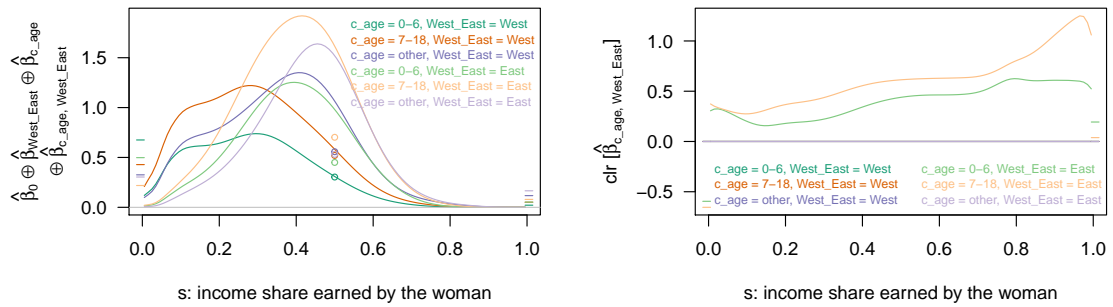 β̂₀ ⊕ β̂West_East ⊕ β̂c_age
⊕ β̂c_age, West_East
0.0
0.5
1.0
1.5
c_age = 0−6, West_East = West
c_age = 7−18, West_East = West
c_age = other, West_East = West
c_age = 0−6, West_East = East
c_age = 7−18, West_East = East
c_age = other, West_East = East
0.0 0.2 0.4 0.6 0.8 1.0
s: income share earned by the woman
clr [β̂c_age, West_East]
−0.5
0.0
0.5
1.0
c_age = 0−6, West_East = West c_age = 0−6, West_East = East
c_age = 7−18, West_East = West c_age = 7−18, West_East = East
c_age = other, West_East = West c_age = other, West_East = East
0.0 0.2 0.4 0.6 0.8 1.0
s: income share earned by the woman